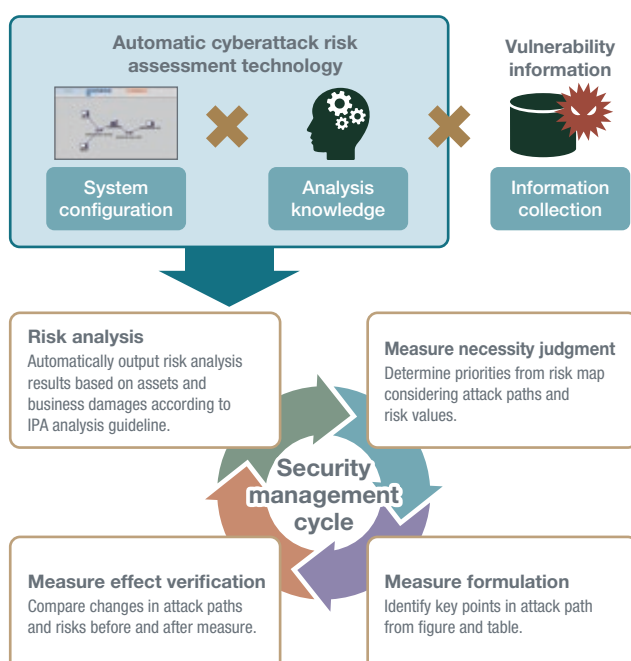 Automatic cyberattack risk
assessment technology
Vulnerability
information
System
configuration
Analysis
knowledge
Information
collection
Risk analysis
Automatically output risk analysis
results based on assets and
business damages according to
IPA analysis guideline.
Measure necessity judgment
Determine priorities from risk map
considering attack paths and
risk values.
Security
management
cycle
Measure effect verification
Compare changes in attack paths
and risks before and after measure.
Measure formulation
Identify key points in attack path
from figure and table.